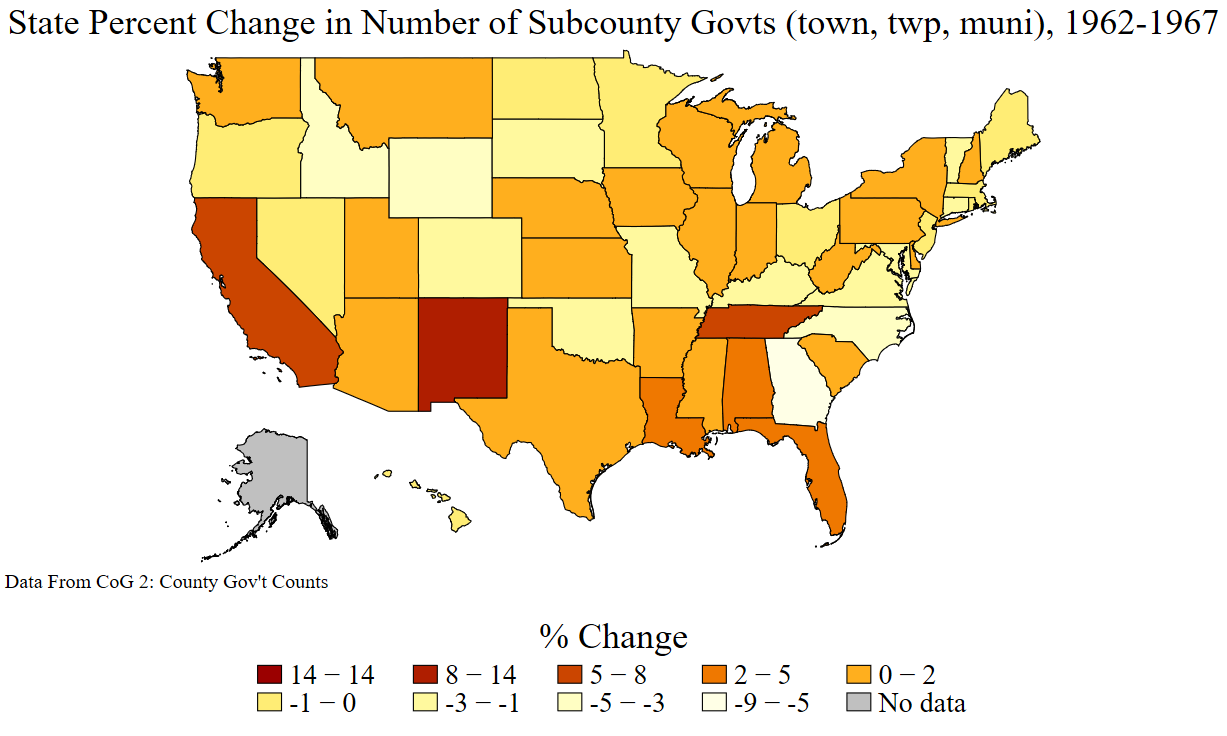 State Percent Change in Number of Subcounty Govts (town, twp, muni), 1962-1967
Data From CoG 2: County Gov't Counts
% Change
14 − 14 8 − 14 5 − 8 2 − 5 0 − 2
-1 − 0 -3 − -1 -5 − -3 -9 − -5 No data